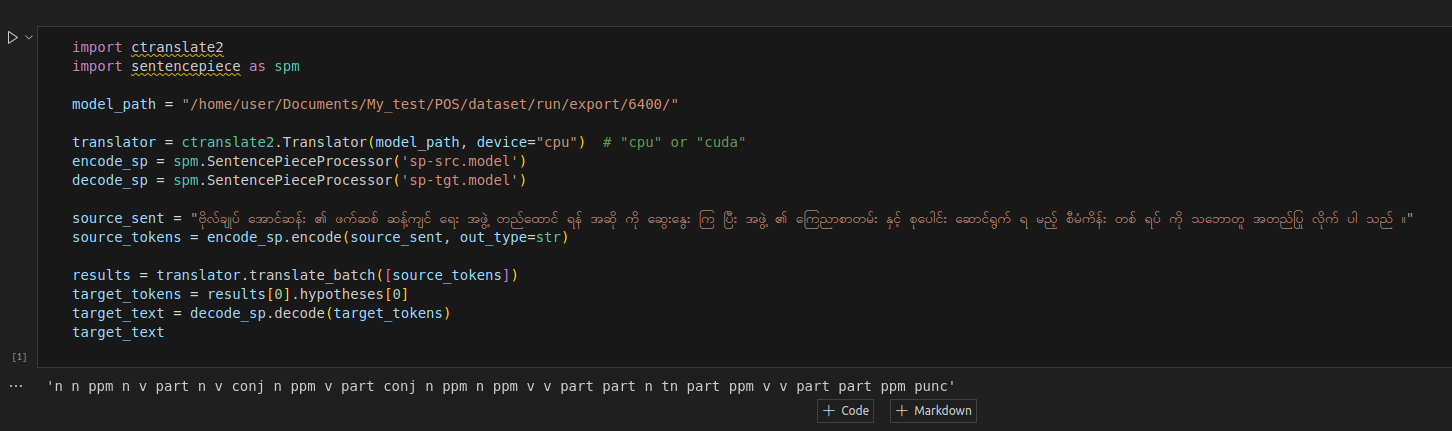 import ctranslate2
import sentencepiece as spm
model_path = "/home/user/Documents/My_test/POS/dataset/run/export/6400/"
translator = ctranslate2.Translator(model_path, device="cpu")  # "cpu" or "cuda"
encode_sp = spm.SentencePieceProcessor('sp-src.model')
decode_sp = spm.SentencePieceProcessor('sp-tgt.model')
source_sent = "ဗိုလ်ချုပ် အောင်ဆန်း ၏ ဖက်ဆစ် ဆန့်ကျင် ရေး အဖွဲ့ တည်ထောင် ရန် အဆို ကို ဆွေးနွေး ကြ ပြီး အဖွဲ့ ၏ ကြေညာစာတမ်း နှင့် စုပေါင်း ဆောင်ရွက် ရ မည့် စီမံကိန်း တစ် ရပ် ကို သဘောတူ အတည်ပြု လိုက် ပါ သည် ။"
source_tokens = encode_sp.encode(source_sent, out_type=str)
results = translator.translate_batch([source_tokens])
target_tokens = results[0].hypotheses[0]
target_text = decode_sp.decode(target_tokens)
target_text
[1]
'n n ppm n v part n v conj n ppm v part conj n ppm n ppm v v part part n tn part ppm v v part part ppm punc'
+ Code + Markdown